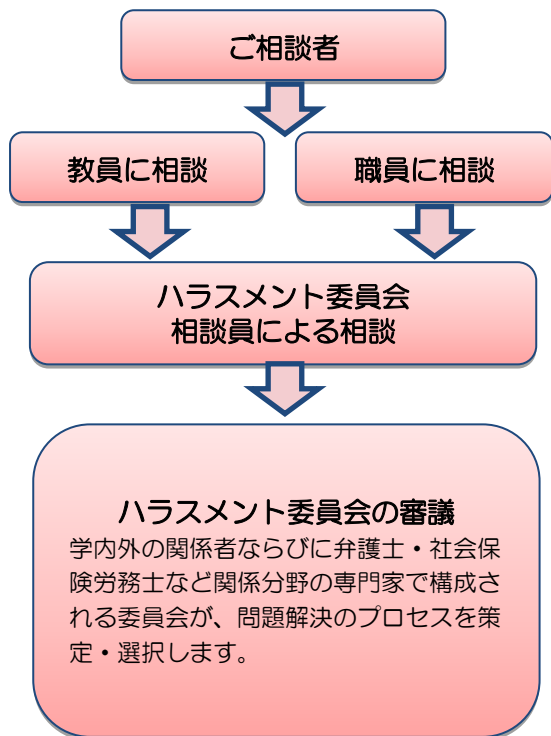 ご相談者
教員に相談
職員に相談
ハラスメント委員会
相談員による相談
ハラスメント委員会の審議
学内外の関係者ならびに弁護士・社会保
険労務士など関係分野の専門家で構成さ
れる委員会が、問題解決のプロセスを策
定・選択します。